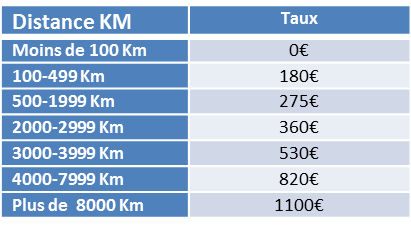 Distance KM Taux
Moins de 100 Km 0€
100-499 Km 180€
500-1999 Km 275€
2000-2999 Km 360€
3000-3999 Km 530€
4000-7999 Km 820€
Plus de 8000 Km 1100€